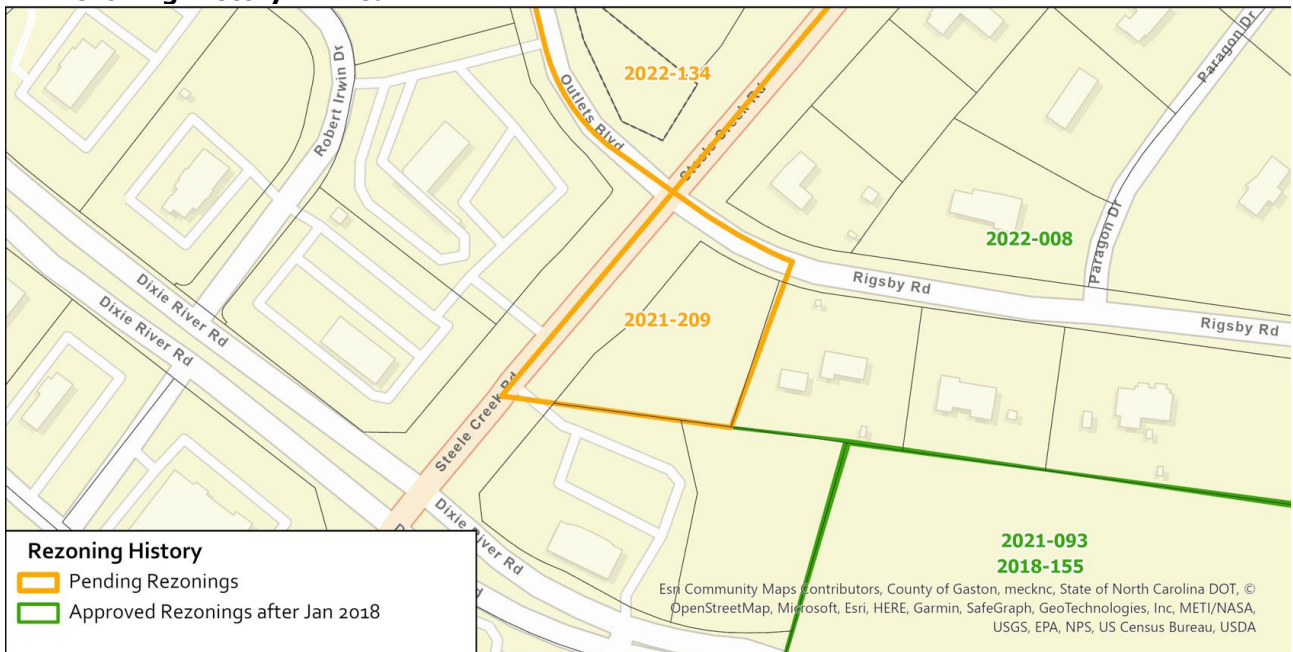 2022-134
Paragon Dr
Robert Irwin Dr
Outlets Blvd
Steele Creek Rd
2022-008
Paragon Dr
Rigsby Rd
Rigsby Rd
2021-209
Dixie River Rd
Dixie River Rd
Steele Creek Rd
Dixie River Rd
2021-093
2018-155
Rezoning History
Pending Rezonings
Approved Rezonings after Jan 2018
Esri Community Maps Contributors, County of Gaston, mecknc, State of North Carolina DOT, ©
OpenStreetMap, Microsoft, Esri, HERE, Garmin, SafeGraph, GeoTechnologies, Inc, METI/NASA,
USGS, EPA, NPS, US Census Bureau, USDA